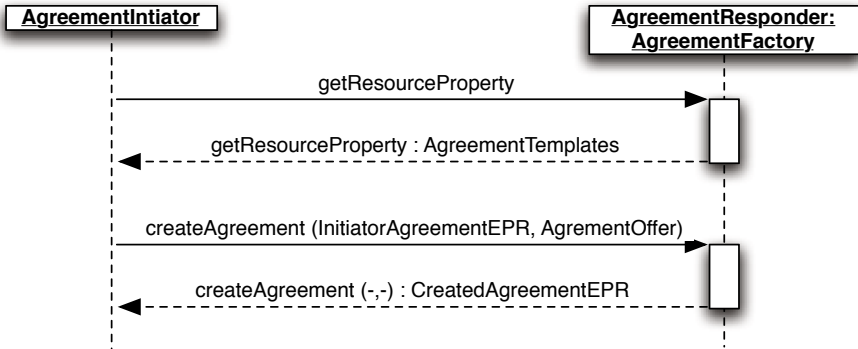 AgreementIntiator
AgreementResponder:
AgreementFactory
getResourceProperty
getResourceProperty : AgreementTemplates
createAgreement (InitiatorAgreementEPR, AgrementOffer)
createAgreement (-,-) : CreatedAgreementEPR